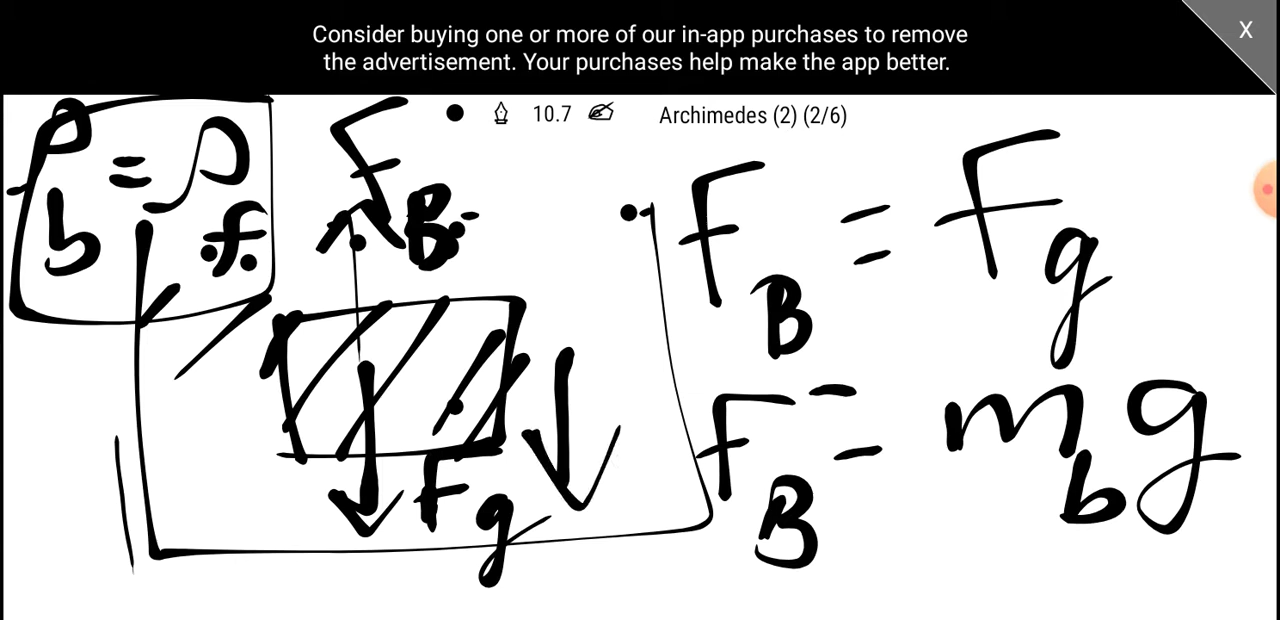 Consider buying one or more of our in-app purchases to remove
the advertisement. Your purchases help make the app better.
X
10.7 Archimedes (2) (2/6)
ρb = ρf
FB
Fg
FB = Fg
FB = mbg